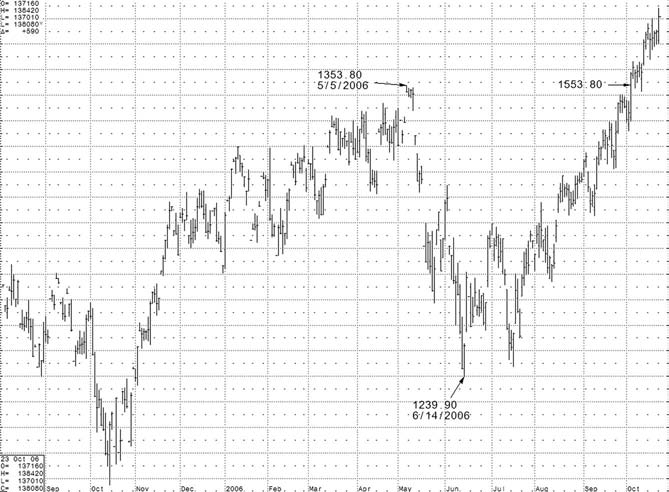 O= 137160
H= 138420
L= 137010
L= 138080
Δ= +590
1353.80
5/5/2006
1553.80
1239.90
6/14/2006
23 Oct 06
O= 137160
H= 138420
L= 137010
C= 138080
Sep Oct Nov Dec 2006 Feb Mar Apr May Jun Jul Aug Sep Oct